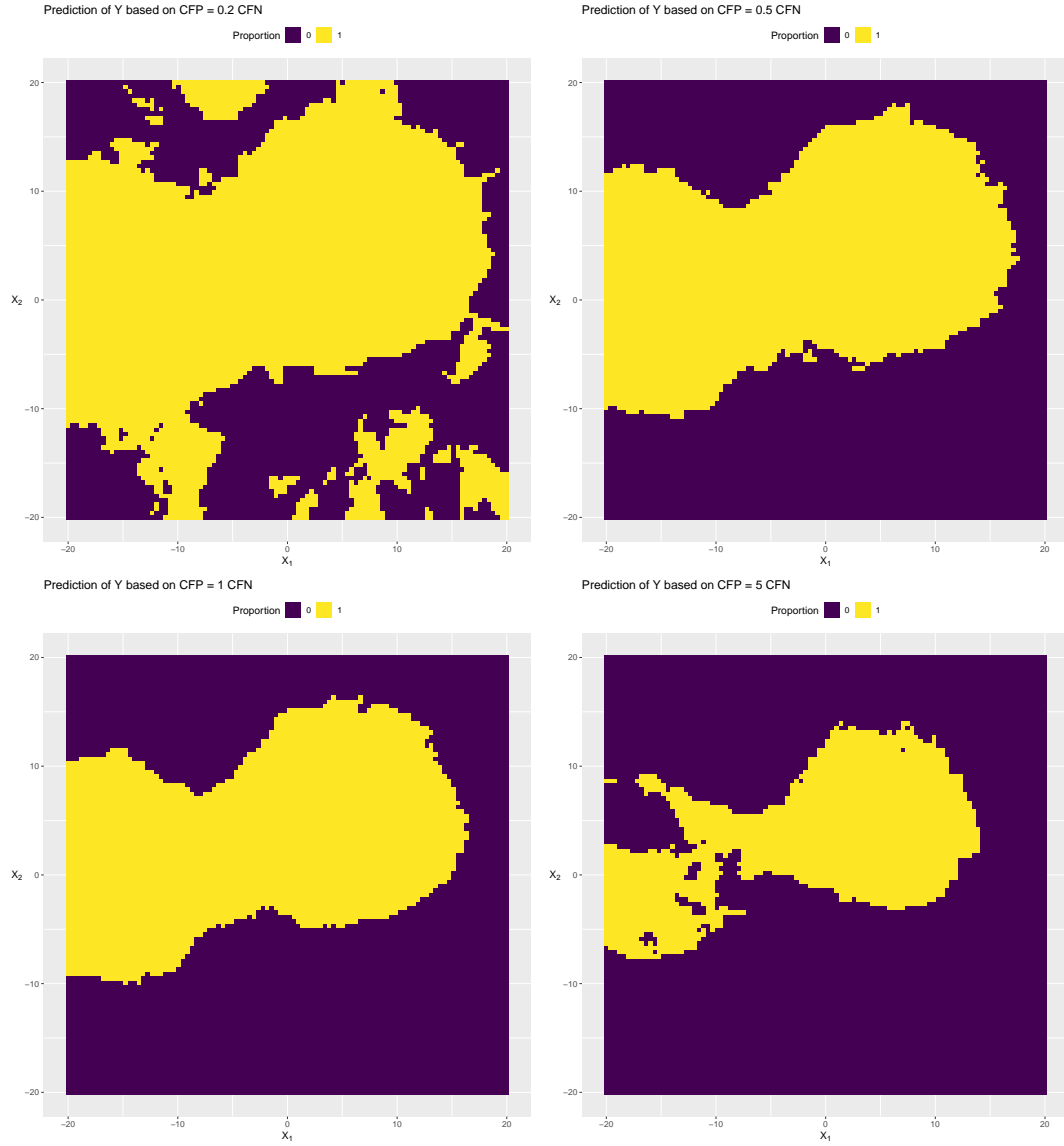 Prediction of Y based on CFP = 0.2 CFN
Proportion 0 1
20
10
X2 0
−10
−20
−20 −10 0 10 20
X1
Prediction of Y based on CFP = 0.5 CFN
Proportion 0 1
20
10
X2 0
−10
−20
−20 −10 0 10 20
X1
Prediction of Y based on CFP = 1 CFN
Proportion 0 1
20
10
X2 0
−10
−20
−20 −10 0 10 20
X1
Prediction of Y based on CFP = 5 CFN
Proportion 0 1
20
10
X2 0
−10
−20
−20 −10 0 10 20
X1